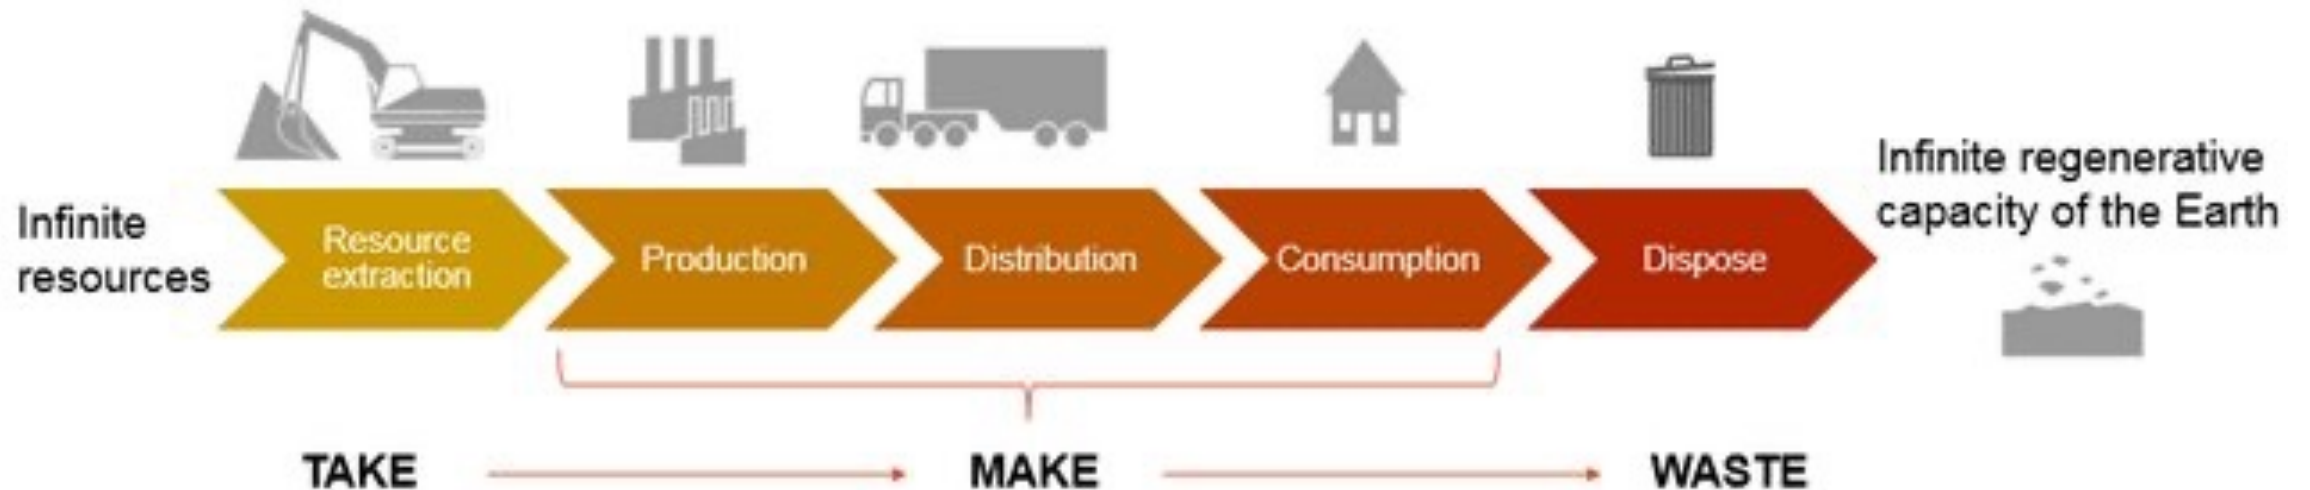 Infinite
resources
Resource
extraction
Production
Distribution
Consumption
Dispose
Infinite regenerative
capacity of the Earth
TAKE
MAKE
WASTE